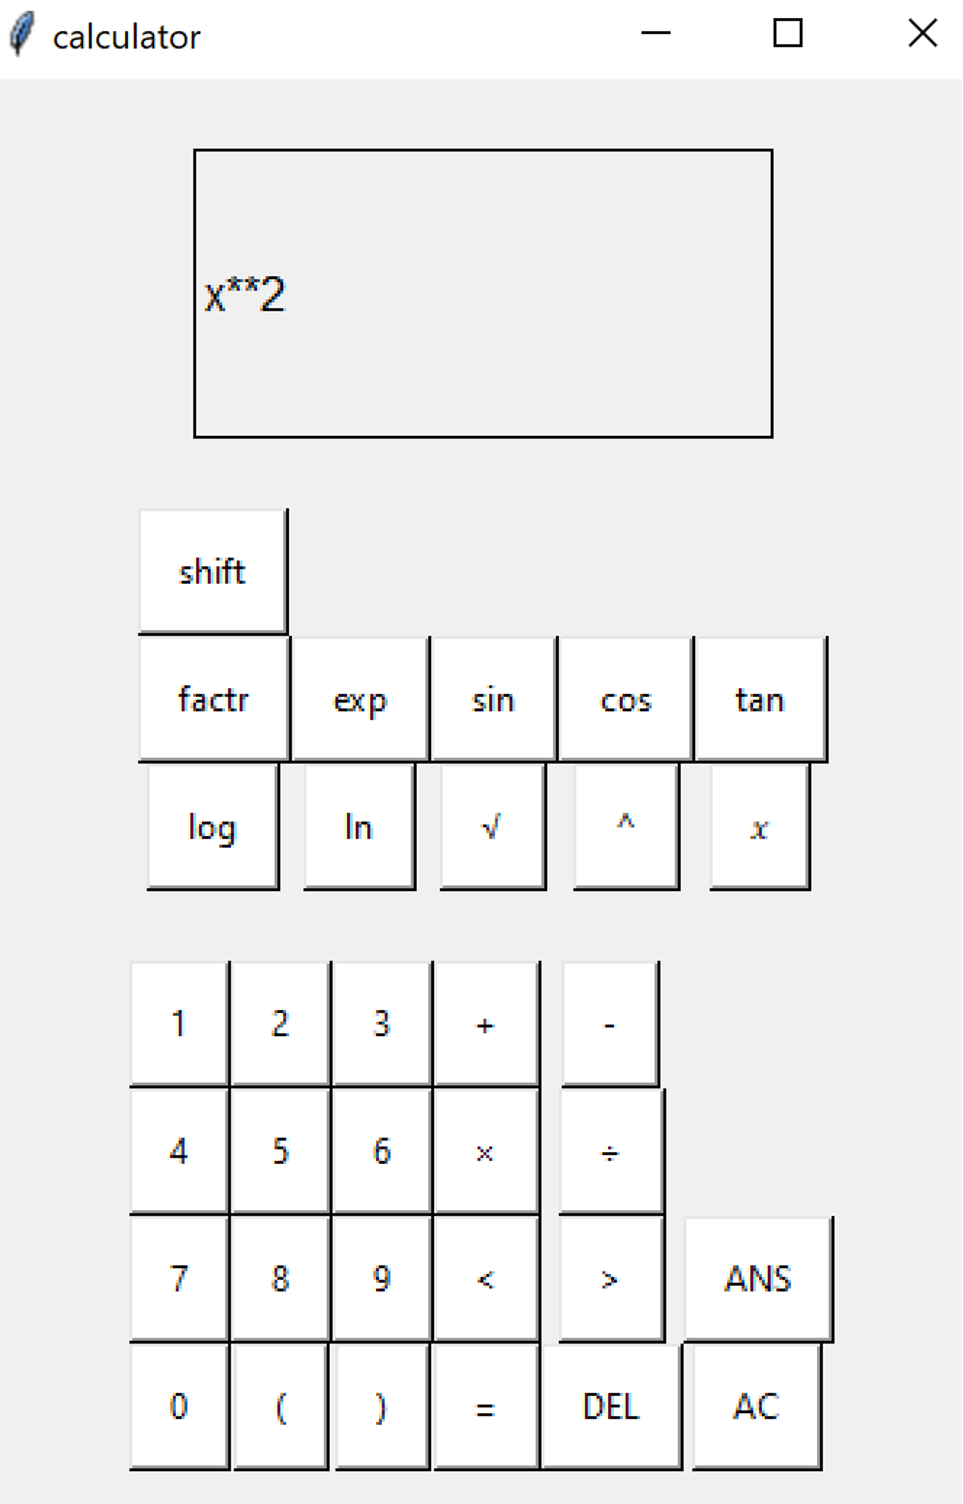 calculator
x**2
shift
factr exp sin cos tan
log ln √ ^ x
1 2 3 + -
4 5 6 × ÷
7 8 9 < > ANS
0 ( ) = DEL AC